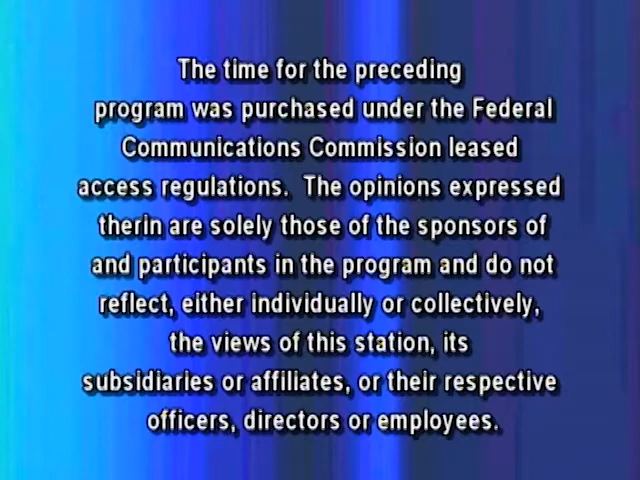 The time for the preceding
program was purchased under the Federal
Communications Commission leased
access regulations.  The opinions expressed
therin are solely those of the sponsors of
and participants in the program and do not
reflect, either individually or collectively,
the views of this station, its
subsidiaries or affiliates, or their respective
officers, directors or employees.